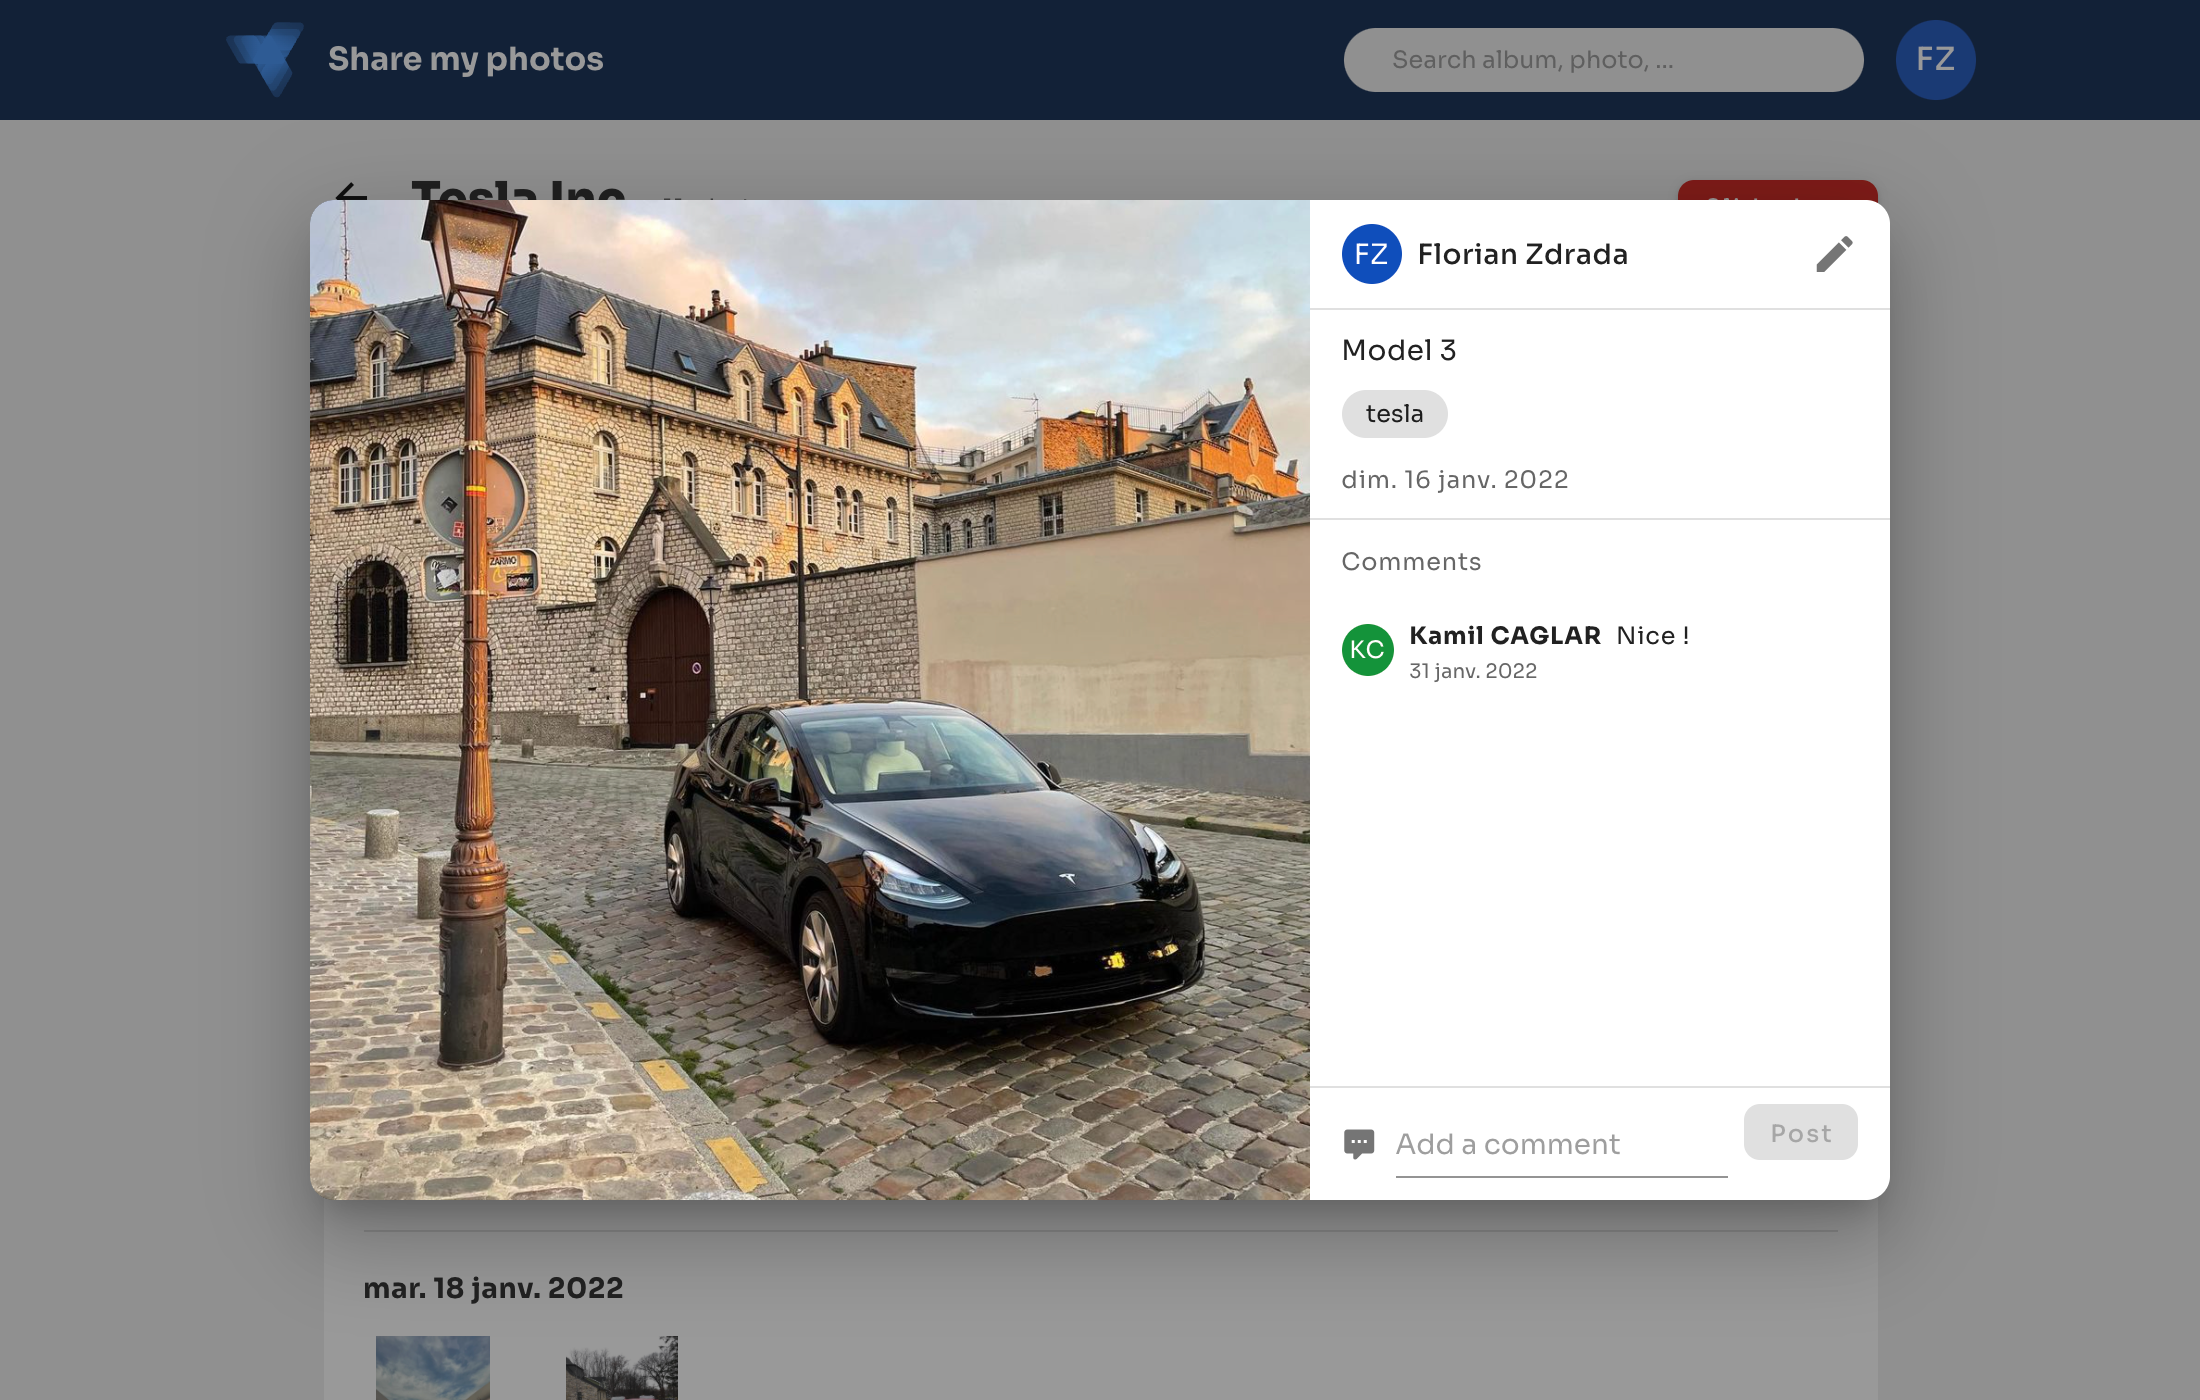 Share my photos
Search album, photo, ...
FZ
Tesla Inc
FZ
Florian Zdrada
Model 3
tesla
dim. 16 janv. 2022
Comments
ZARMO
KC
Kamil CAGLAR Nice !
31 janv. 2022
Add a comment
Post
mar. 18 janv. 2022